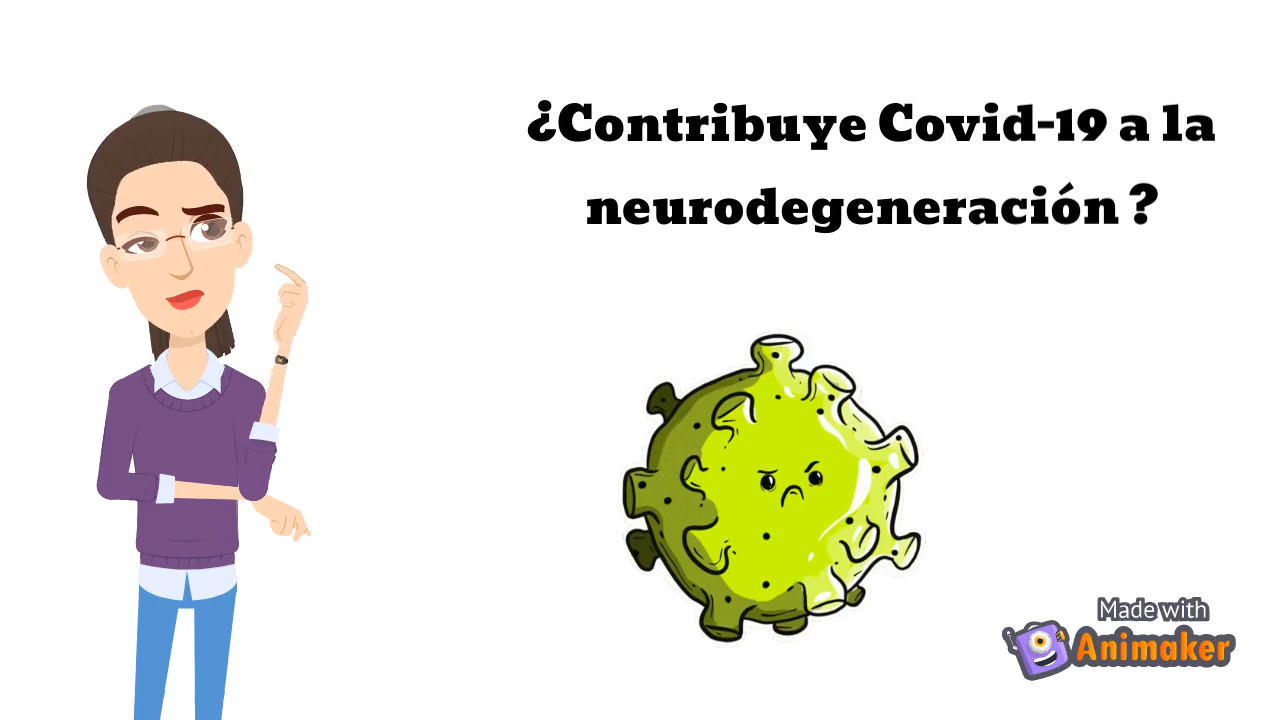 ¿Contribuye Covid-19 a la
neurodegeneración ?
Made with
Animaker